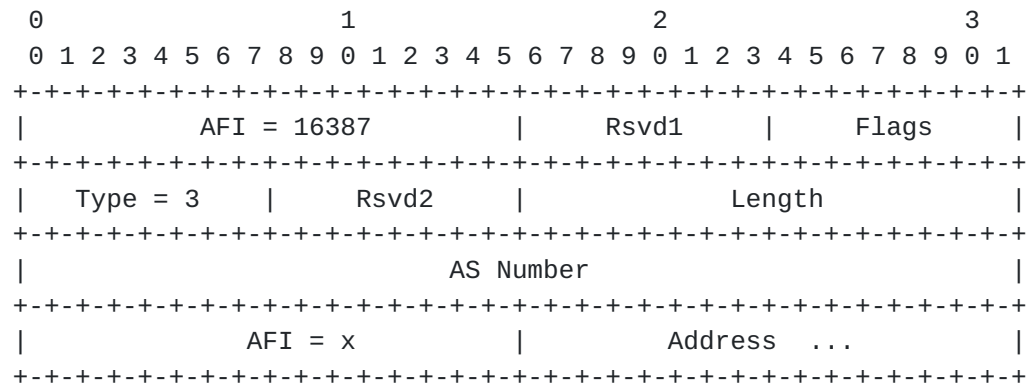 0                   1                   2                   3
0 1 2 3 4 5 6 7 8 9 0 1 2 3 4 5 6 7 8 9 0 1 2 3 4 5 6 7 8 9 0 1
+-+-+-+-+-+-+-+-+-+-+-+-+-+-+-+-+-+-+-+-+-+-+-+-+-+-+-+-+-+-+-+-+
|           AFI = 16387         |     Rsvd1     |     Flags     |
+-+-+-+-+-+-+-+-+-+-+-+-+-+-+-+-+-+-+-+-+-+-+-+-+-+-+-+-+-+-+-+-+
|   Type = 3    |     Rsvd2     |             Length            |
+-+-+-+-+-+-+-+-+-+-+-+-+-+-+-+-+-+-+-+-+-+-+-+-+-+-+-+-+-+-+-+-+
|                           AS Number                           |
+-+-+-+-+-+-+-+-+-+-+-+-+-+-+-+-+-+-+-+-+-+-+-+-+-+-+-+-+-+-+-+-+
|              AFI = x          |         Address  ...          |
+-+-+-+-+-+-+-+-+-+-+-+-+-+-+-+-+-+-+-+-+-+-+-+-+-+-+-+-+-+-+-+-+